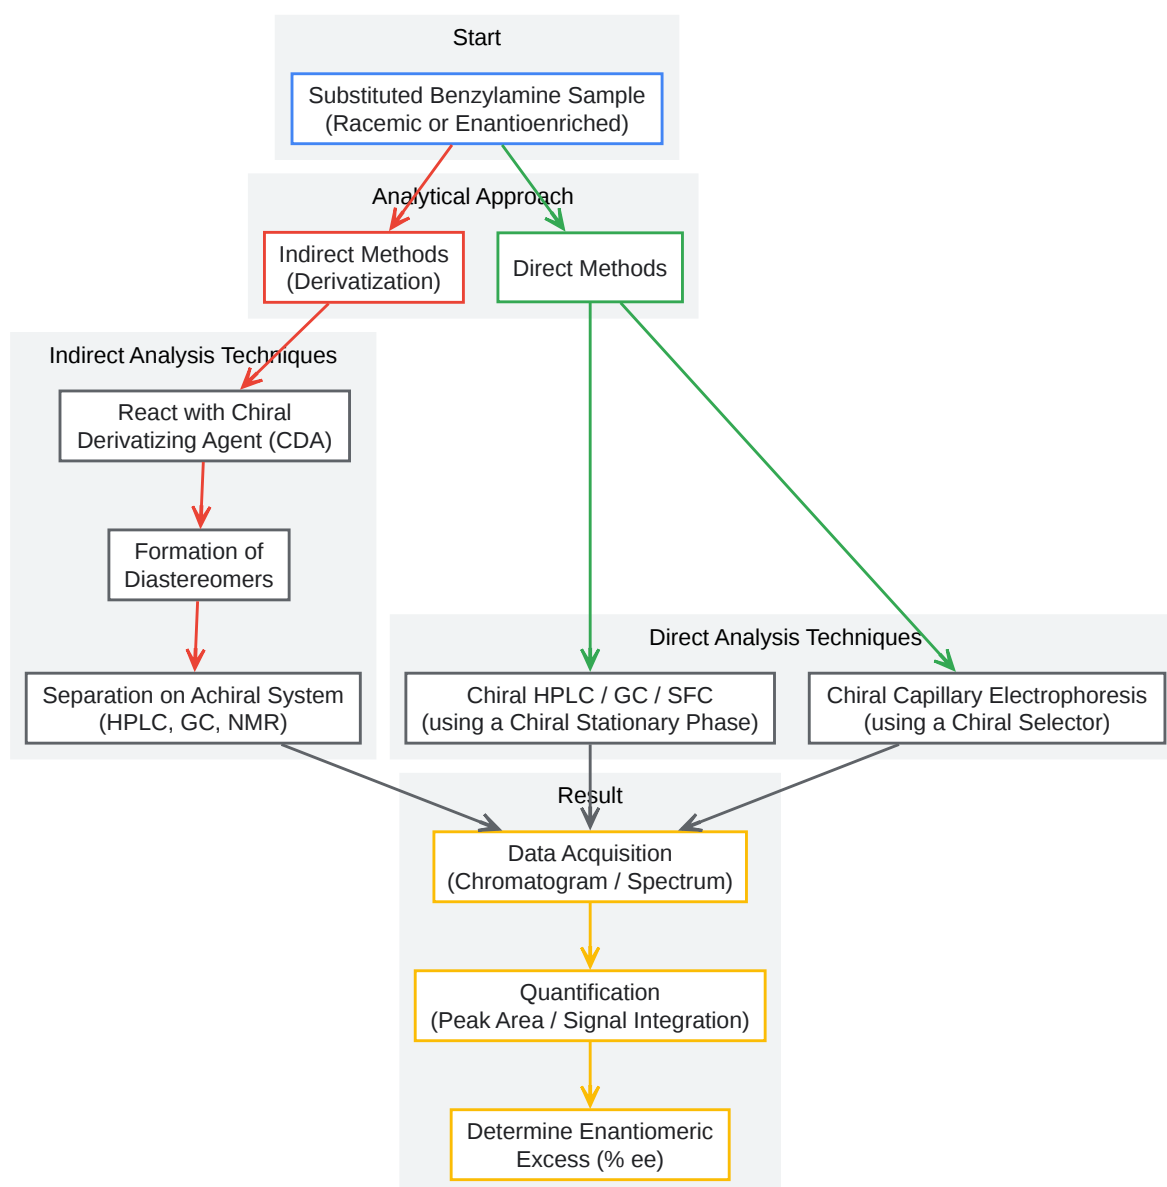 Start
Substituted Benzylamine Sample
(Racemic or Enantioenriched)
Analytical Approach
Indirect Methods
(Derivatization)
Direct Methods
Indirect Analysis Techniques
React with Chiral
Derivatizing Agent (CDA)
Formation of
Diastereomers
Separation on Achiral System
(HPLC, GC, NMR)
Direct Analysis Techniques
Chiral HPLC / GC / SFC
(using a Chiral Stationary Phase)
Chiral Capillary Electrophoresis
(using a Chiral Selector)
Result
Data Acquisition
(Chromatogram / Spectrum)
Quantification
(Peak Area / Signal Integration)
Determine Enantiomeric
Excess (% ee)